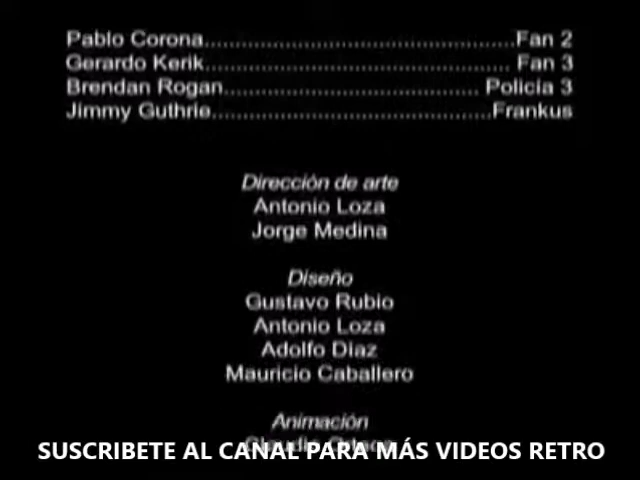 Pablo Corona.................................................Fan 2
Gerardo Kerik................................................ Fan 3
Brendan Rogan........................................ Policía 3
Jimmy Guthrie............................................Frankus
Dirección de arte
Antonio Loza
Jorge Medina
Diseño
Gustavo Rubio
Antonio Loza
Adolfo Díaz
Mauricio Caballero
Animación
SUSCRIBETE AL CANAL PARA MÁS VIDEOS RETRO